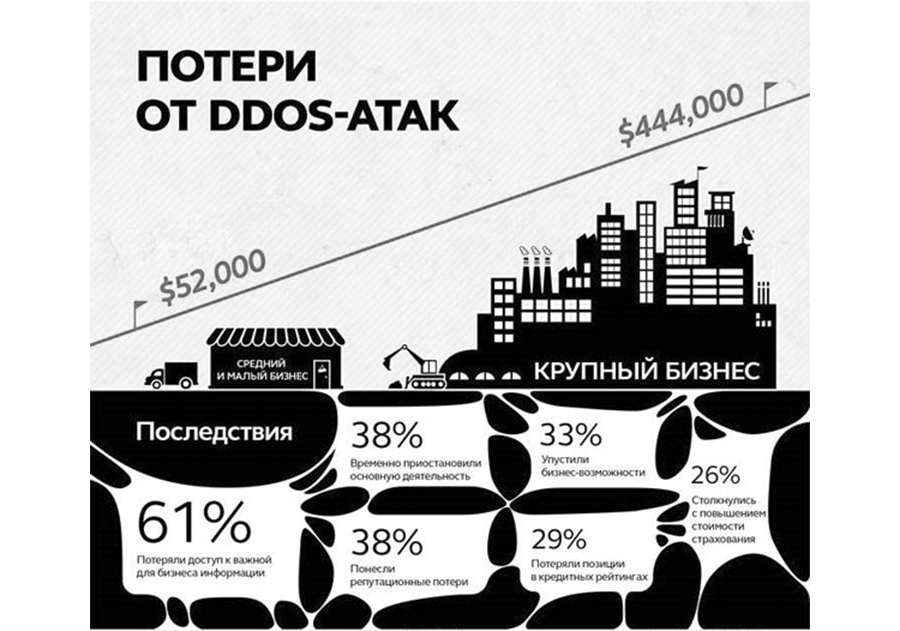 ПОТЕРИ
ОТ DDOS-АТАК
$444,000
$52,000
СРЕДНИЙ
И МАЛЫЙ БИЗНЕС
КРУПНЫЙ БИЗНЕС
Последствия
61%
Потеряли доступ к важной
для бизнеса информации
38%
Временно приостановили
основную деятельность
38%
Понесли
репутационные потери
33%
Упустили
бизнес-возможности
29%
Потеряли позиции
в кредитных рейтингах
26%
Столкнулись
с повышением
стоимости
страхования